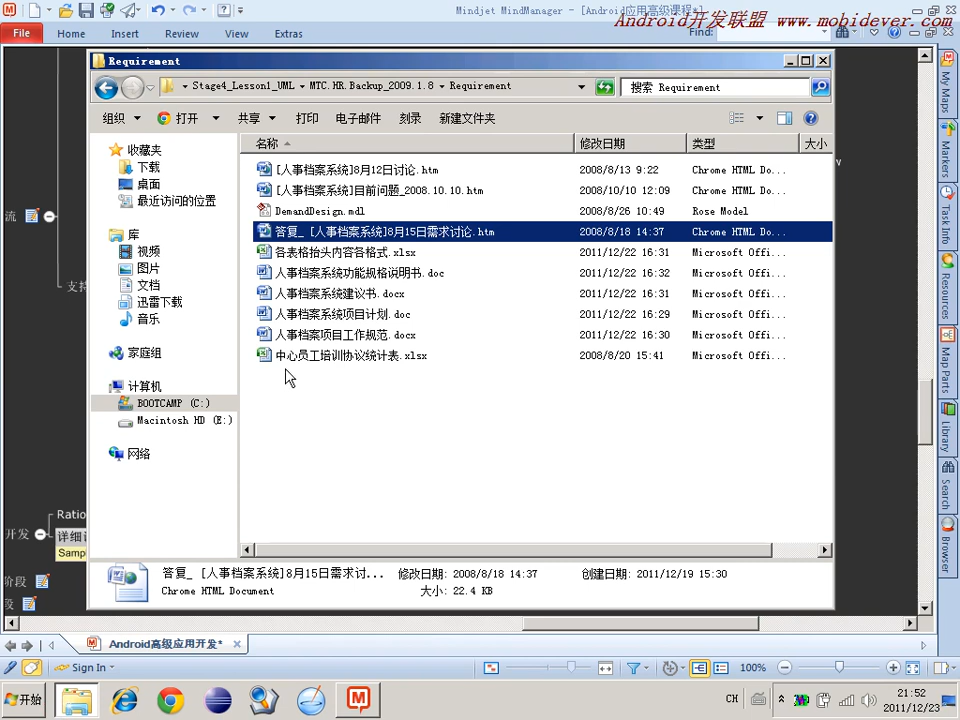 Mindjet MindManager - [Android应用高级课程*]
Android开发联盟 www.mobidever.com
File Home Insert Review View Extras Find:
Requirement
Stage4_Lesson1_UML MTC.HR.Backup_2009.1.8 Requirement
搜索 Requirement
组织 打开 共享 打印 电子邮件 刻录 新建文件夹
名称 修改日期 类型 大小
[人事档案系统]8月12日讨论.htm 2008/8/13 9:22 Chrome HTML Do...
[人事档案系统]目前问题_2008.10.10.htm 2008/10/10 12:09 Chrome HTML Do...
DemandDesign.mdl 2008/8/26 10:49 Rose Model
答复_ [人事档案系统]8月15日需求讨论.htm 2008/8/18 14:37 Chrome HTML Do...
各表格抬头内容各格式.xlsx 2011/12/22 16:31 Microsoft Offi...
人事档案系统功能规格说明书.doc 2011/12/22 16:32 Microsoft Offi...
人事档案系统建议书.docx 2011/12/22 16:31 Microsoft Offi...
人事档案系统项目计划.doc 2011/12/22 16:31 Microsoft Offi...
人事档案项目工作规范.docx 2011/12/22 16:30 Microsoft Offi...
中心员工培训协议统计表.xlsx 2008/8/20 15:41 Microsoft Offi...
收藏夹
下载
桌面
最近访问的位置
库
视频
图片
文档
迅雷下载
音乐
家庭组
计算机
BOOTCAMP (C:)
Macintosh HD (E:)
网络
流
支持
Ratio
开发
详细
Samp
阶段
段
答复_ [人事档案系统]8月15日需求讨... 修改日期: 2008/8/18 14:37 创建日期: 2011/12/19 15:30
Chrome HTML Document 大小: 22.4 KB
My Maps
Markers
Task Info
Resources
Map Parts
Library
Search
Browser
Android高级应用开发*
Sign In
100%
开始
CH
21:52
2011/12/23